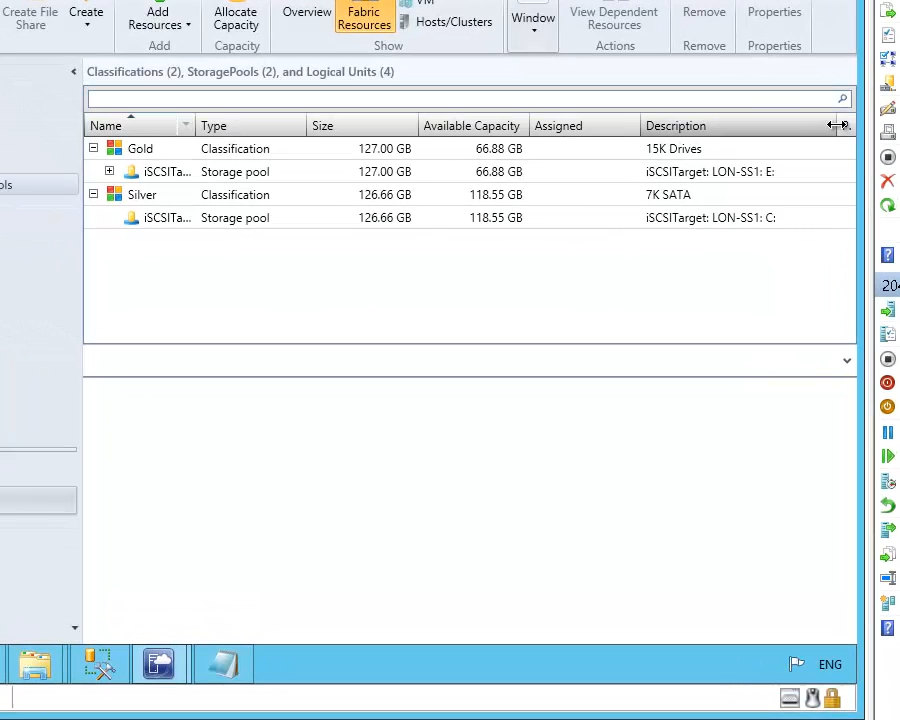 Create File
Share
Create
Add
Resources
Add
Allocate
Capacity
Capacity
Overview
Fabric
Resources
VM
Hosts/Clusters
Show
Window
View Dependent
Resources
Actions
Remove
Remove
Properties
Properties
Classifications (2), StoragePools (2), and Logical Units (4)
Name Type Size Available Capacity Assigned Description
Gold Classification 127.00 GB 66.88 GB 15K Drives
iSCSITa... Storage pool 127.00 GB 66.88 GB iSCSITarget: LON-SS1: E:
Silver Classification 126.66 GB 118.55 GB 7K SATA
iSCSITa... Storage pool 126.66 GB 118.55 GB iSCSITarget: LON-SS1: C:
ols
204
ENG